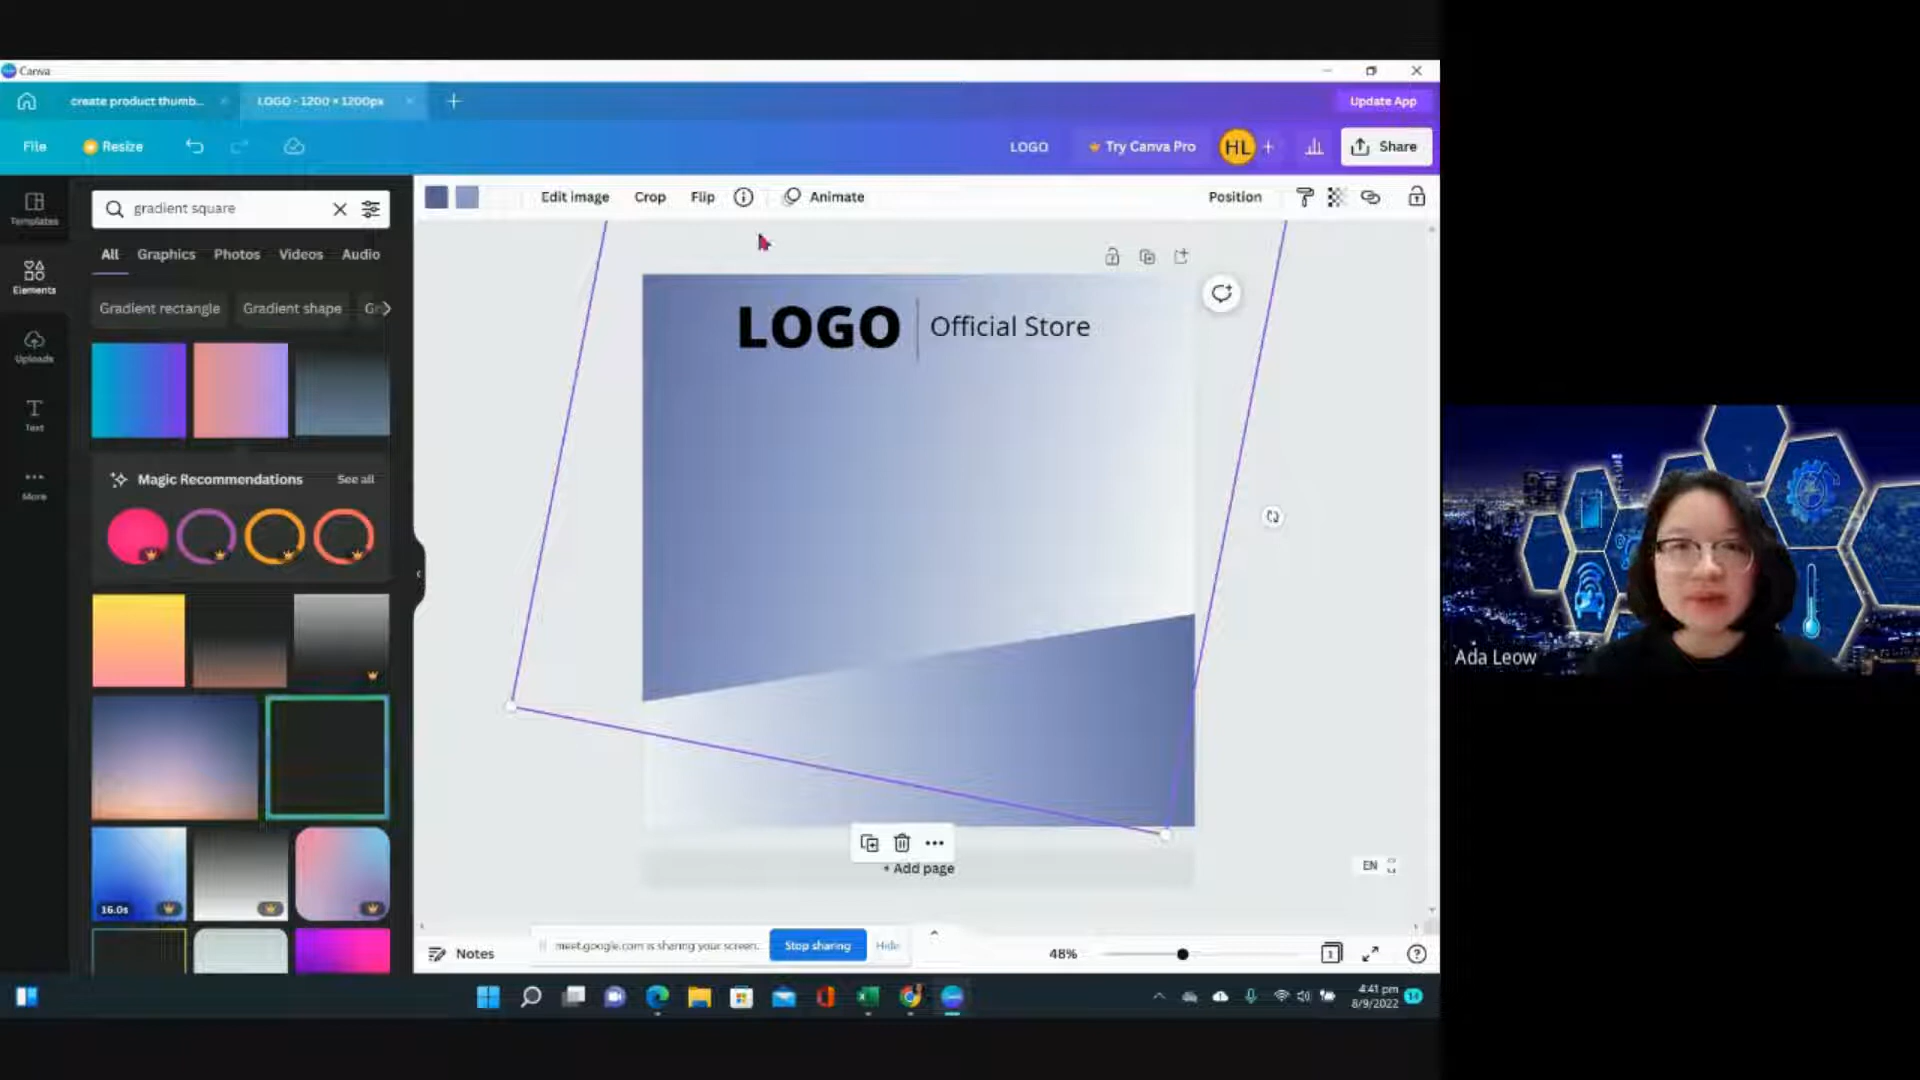 Canva
create product thumb...
LOGO - 1200 × 1200px
Update App
File
Resize
LOGO
Try Canva Pro
HL
Share
Templates
gradient square
Edit image
Crop
Flip
Animate
Position
All
Graphics
Photos
Videos
Audio
Elements
Gradient rectangle
Gradient shape
LOGO
Official Store
Uploads
Text
Magic Recommendations
See all
More
Ada Leow
16.0s
+ Add page
EN
Notes
meet.google.com is sharing your screen.
Stop sharing
Hide
48%
1
4:41 pm
8/9/2022